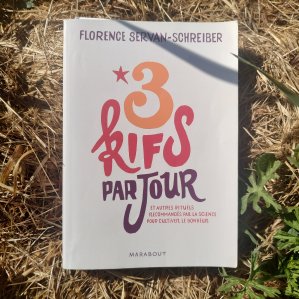 FLORENCE SERVAN-SCHREIBER
*3
KIFS
PAR JOUR
ET AUTRES RITUELS
RECOMMANDÉS PAR LA SCIENCE
POUR CULTIVER LE BONHEUR
MARABOUT